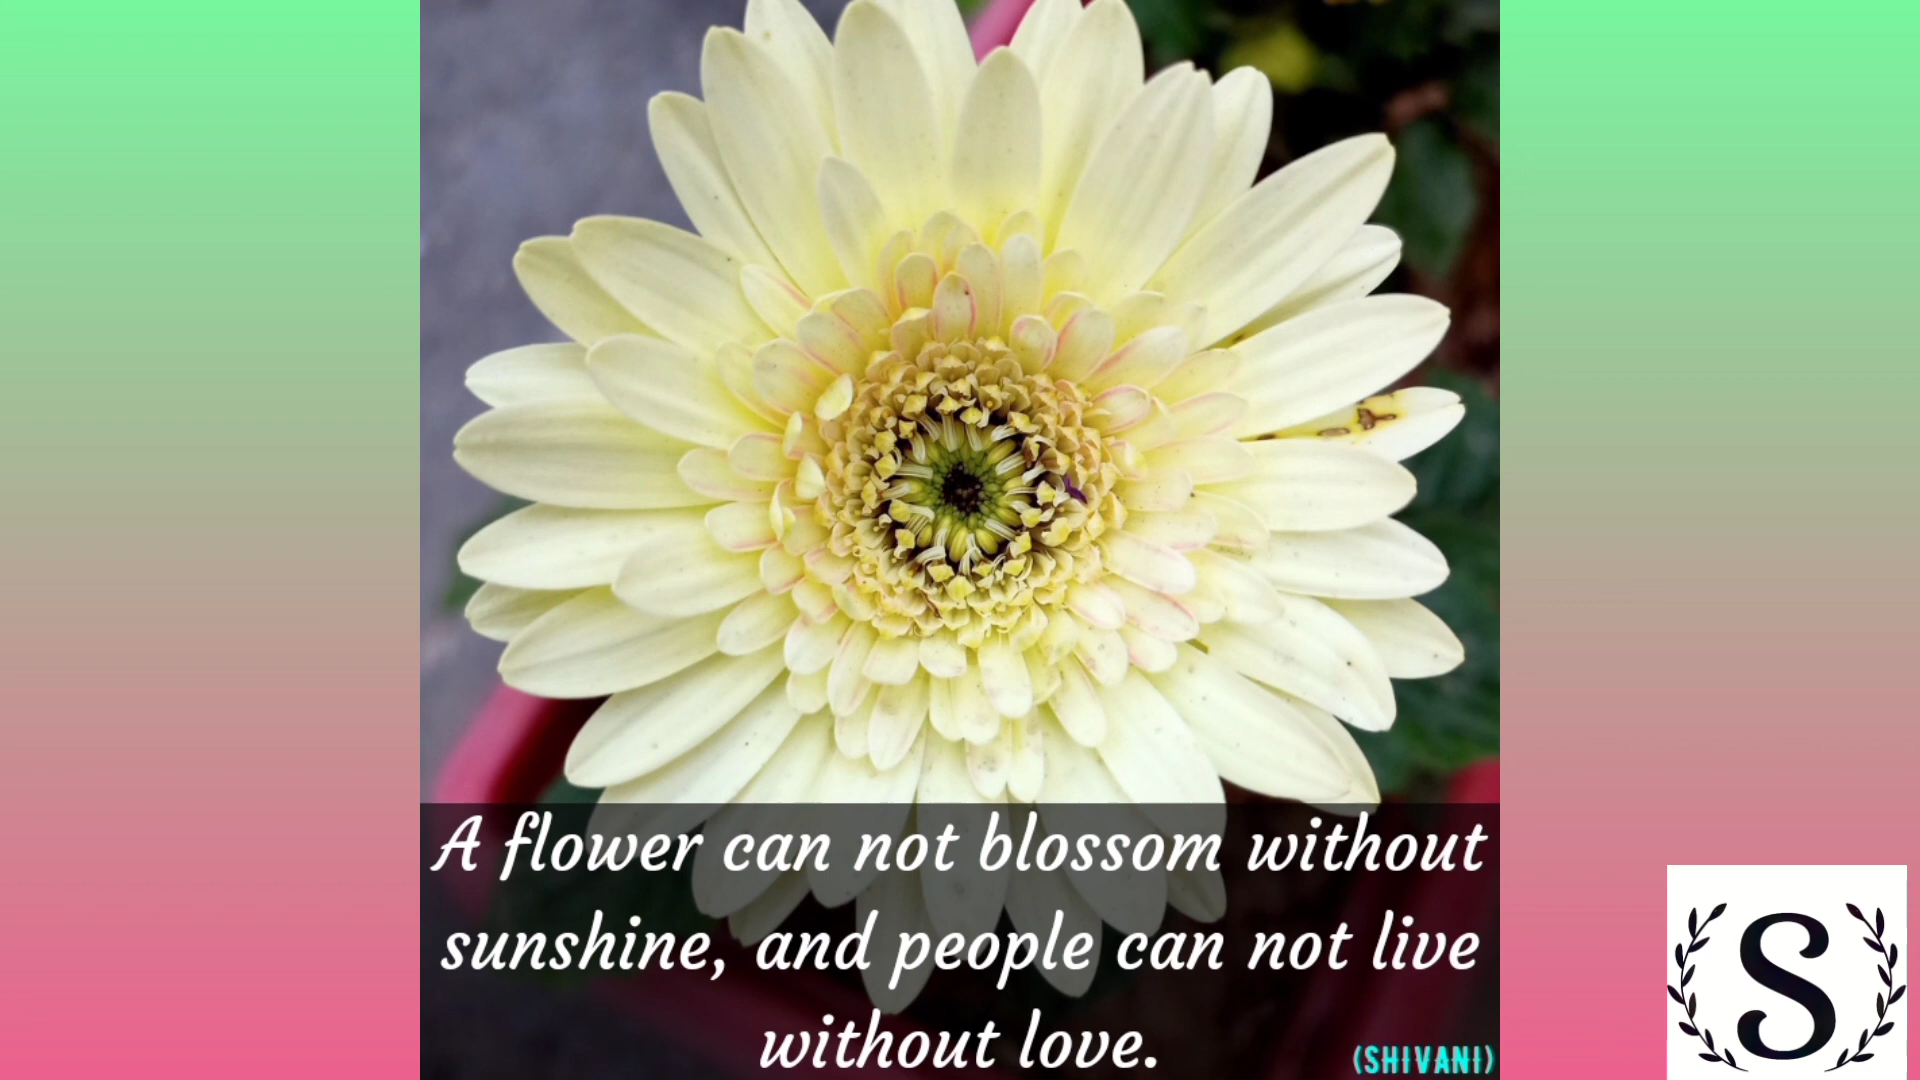 A flower can not blossom without
sunshine, and people can not live
without love.
(SHIVANI)
S